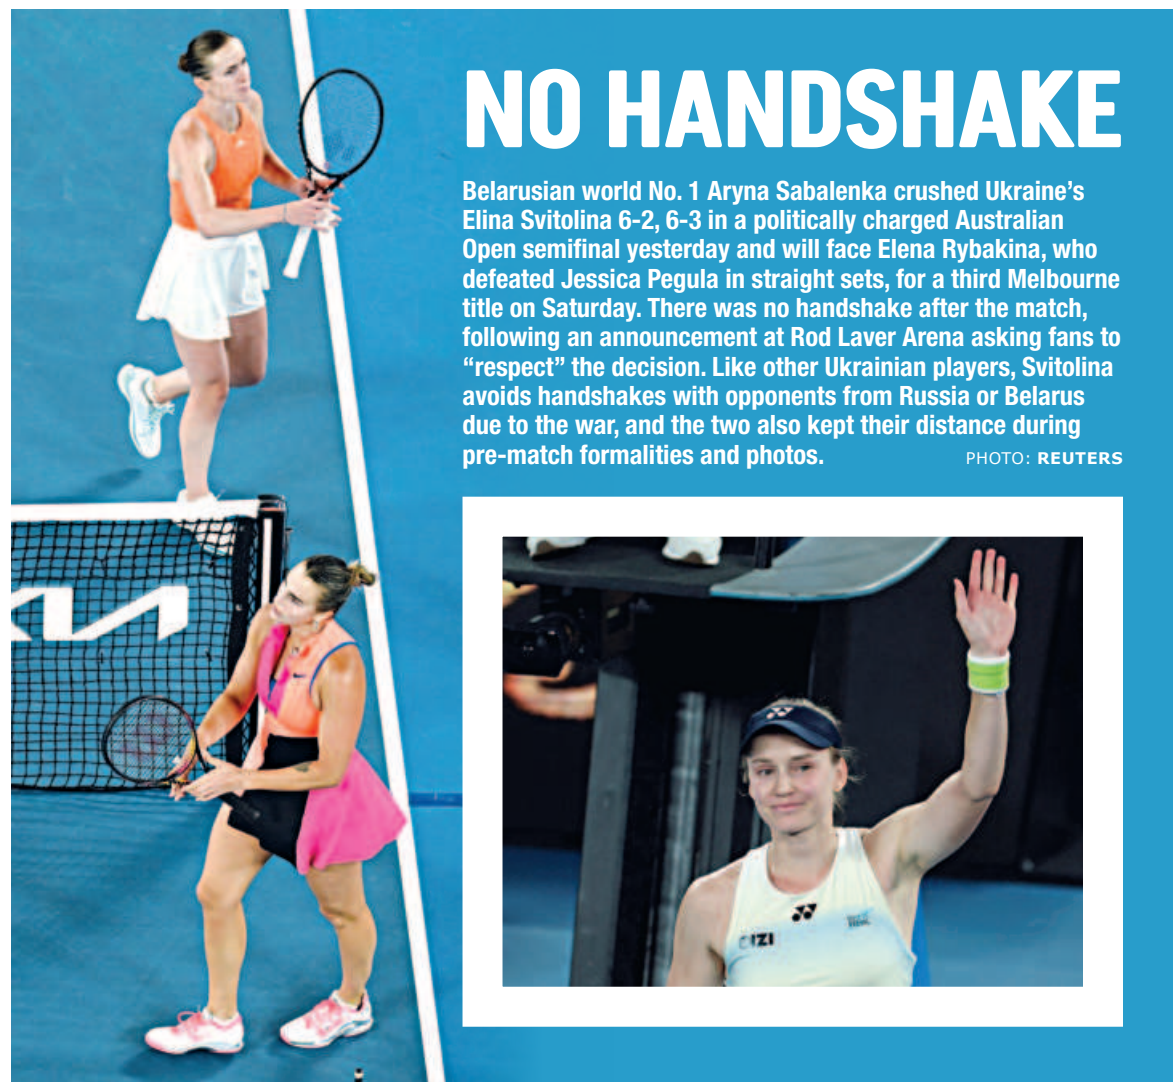 NO HANDSHAKE
Belarusian world No. 1 Aryna Sabalenka crushed Ukraine’s
Elina Svitolina 6-2, 6-3 in a politically charged Australian
Open semifinal yesterday and will face Elena Rybakina, who
defeated Jessica Pegula in straight sets, for a third Melbourne
title on Saturday. There was no handshake after the match,
following an announcement at Rod Laver Arena asking fans to
“respect” the decision. Like other Ukrainian players, Svitolina
avoids handshakes with opponents from Russia or Belarus
due to the war, and the two also kept their distance during
pre-match formalities and photos.
PHOTO: REUTERS